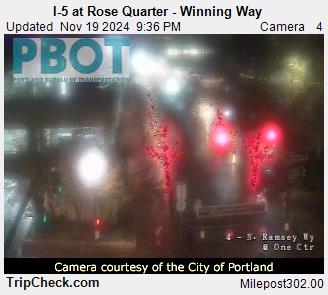 I-5 at Rose Quarter - Winning Way
Updated Nov 19 2024 9:36 PM Camera 4
PBOT
PORTLAND BUREAU OF TRANSPORTATION
4 - N. Ramsey Wy
@ One Ctr
Camera courtesy of the City of Portland
TripCheck.com Milepost302.00